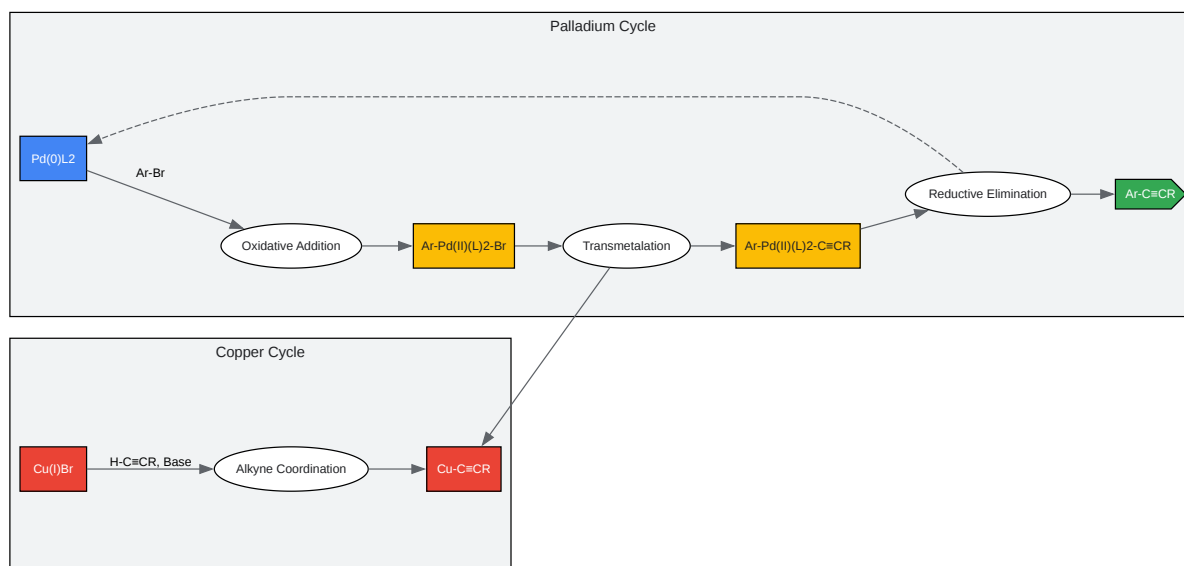 Palladium Cycle
Pd(0)L2
Ar-Br
Oxidative Addition
Ar-Pd(II)(L)2-Br
Transmetalation
Ar-Pd(II)(L)2-C≡CR
Reductive Elimination
Ar-C≡CR
Copper Cycle
Cu(I)Br
H-C≡CR, Base
Alkyne Coordination
Cu-C≡CR